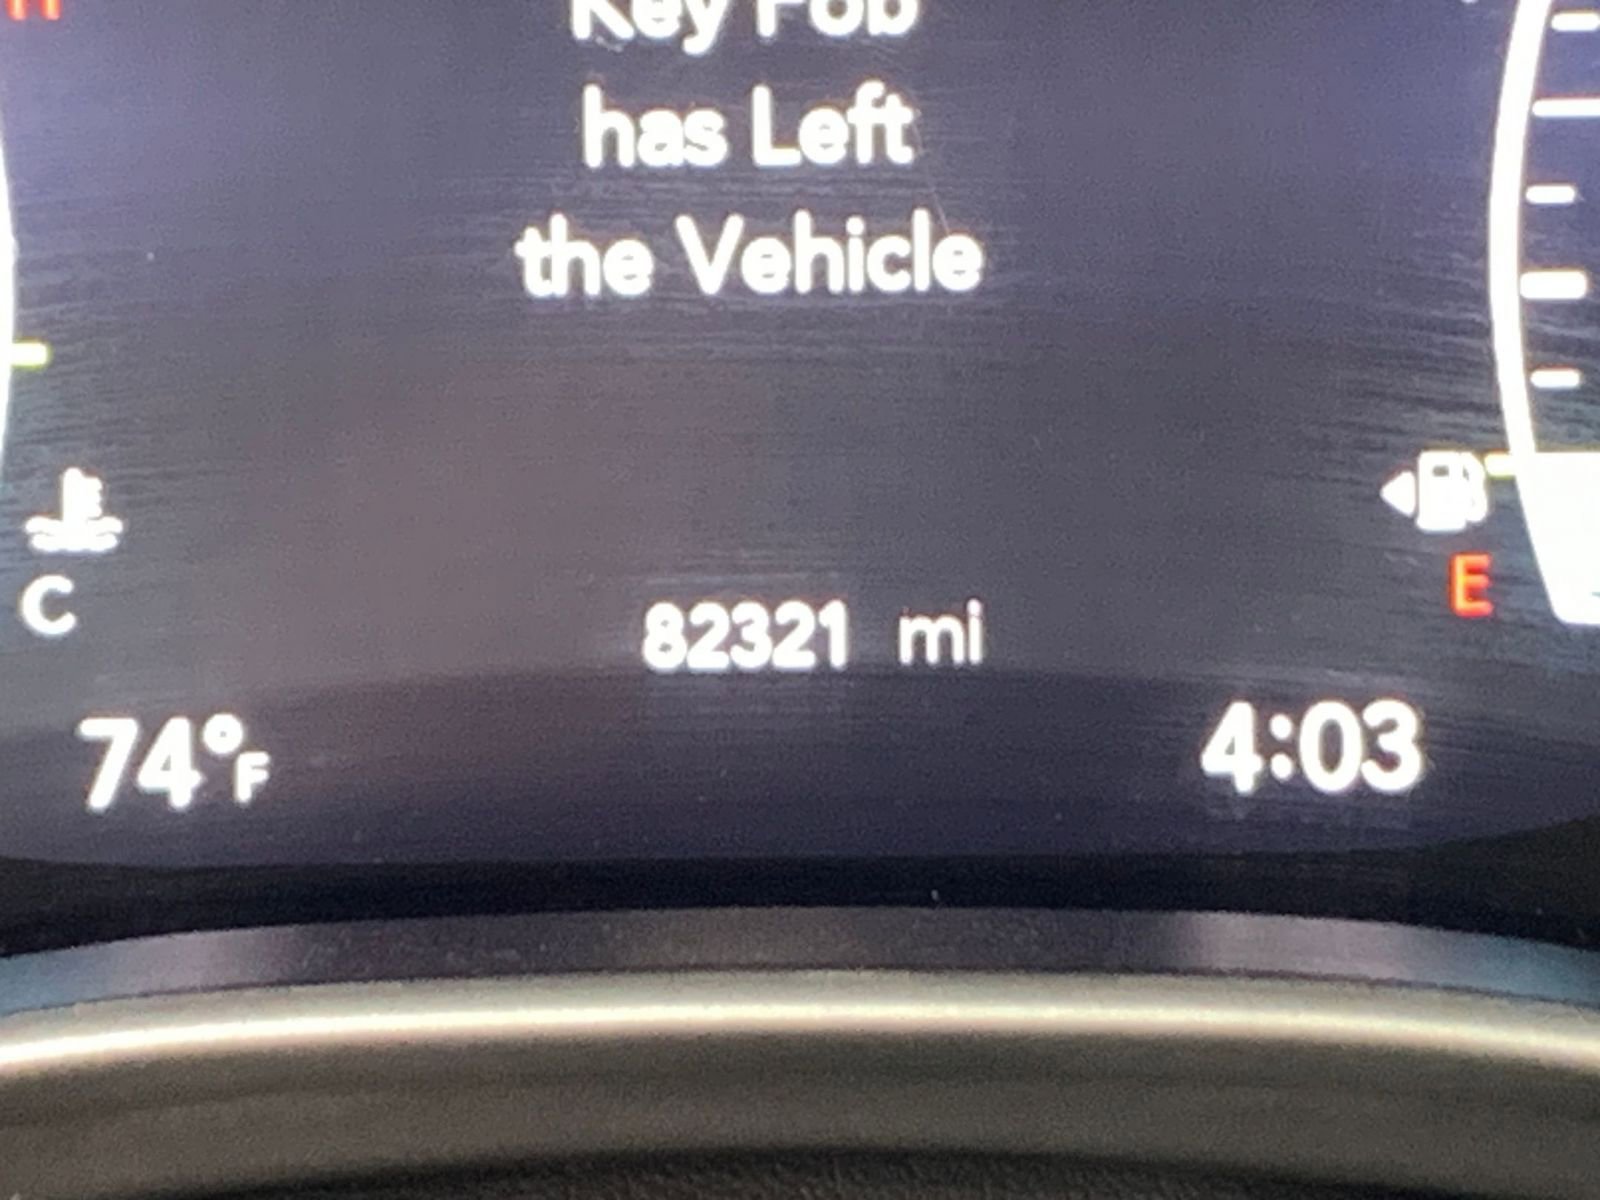 H
Key Fob
has Left
the Vehicle
C
E
82321 mi
74°F
4:03